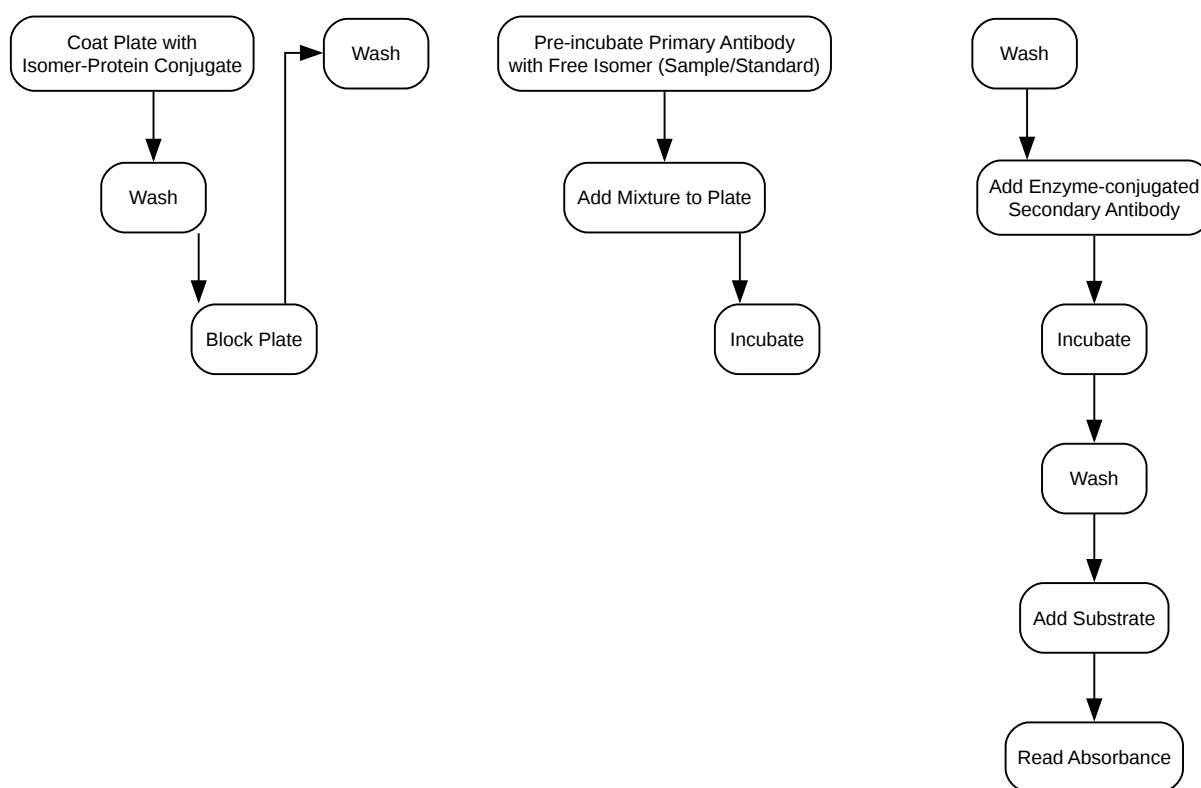 Coat Plate with
Isomer-Protein Conjugate
Wash
Block Plate
Wash
Pre-incubate Primary Antibody
with Free Isomer (Sample/Standard)
Add Mixture to Plate
Incubate
Wash
Add Enzyme-conjugated
Secondary Antibody
Incubate
Wash
Add Substrate
Read Absorbance